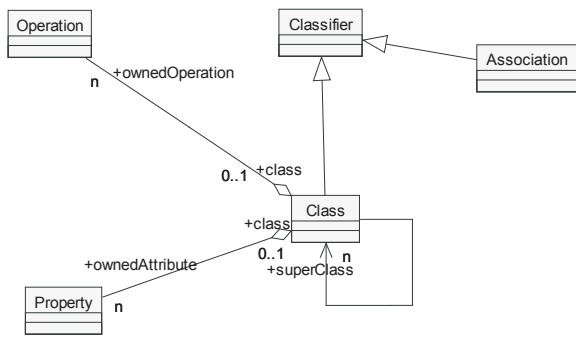 Operation
Classifier
Association
+ownedOperation
n
+class
0..1
Class
+class
0..1
n
+superClass
+ownedAttribute
Property
n